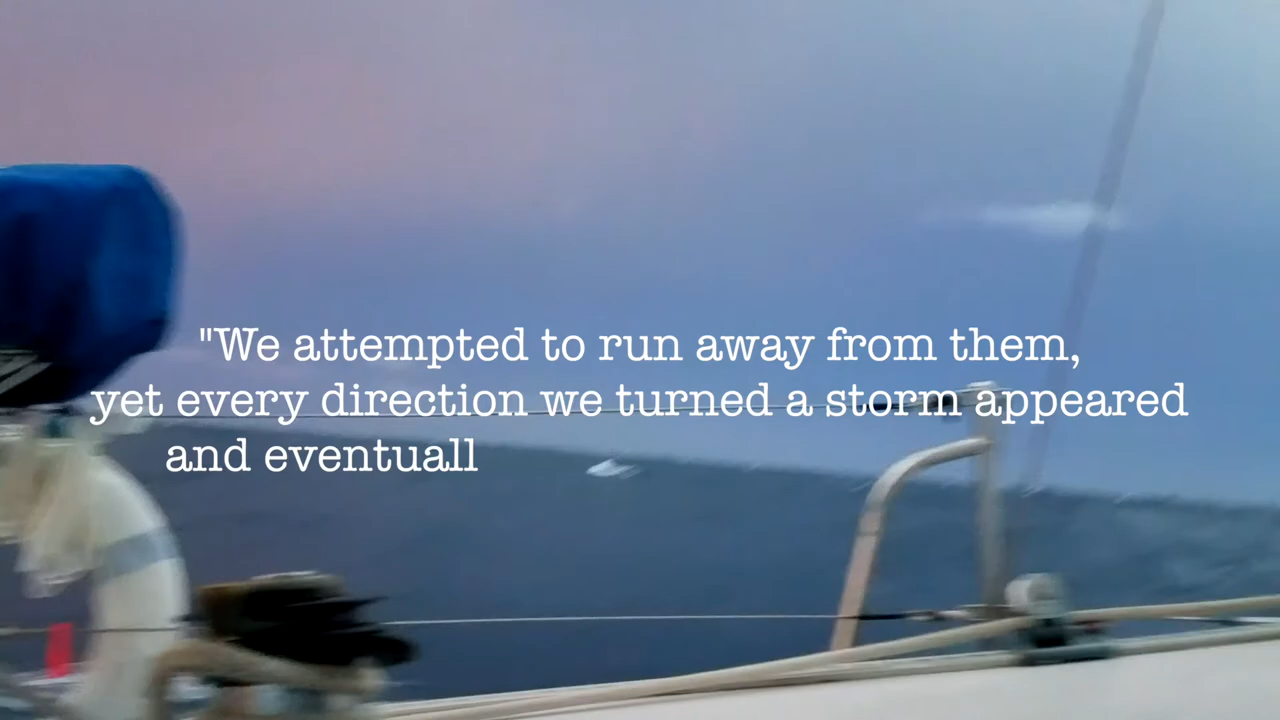 "We attempted to run away from them,
yet every direction we turned a storm appeared
and eventuall